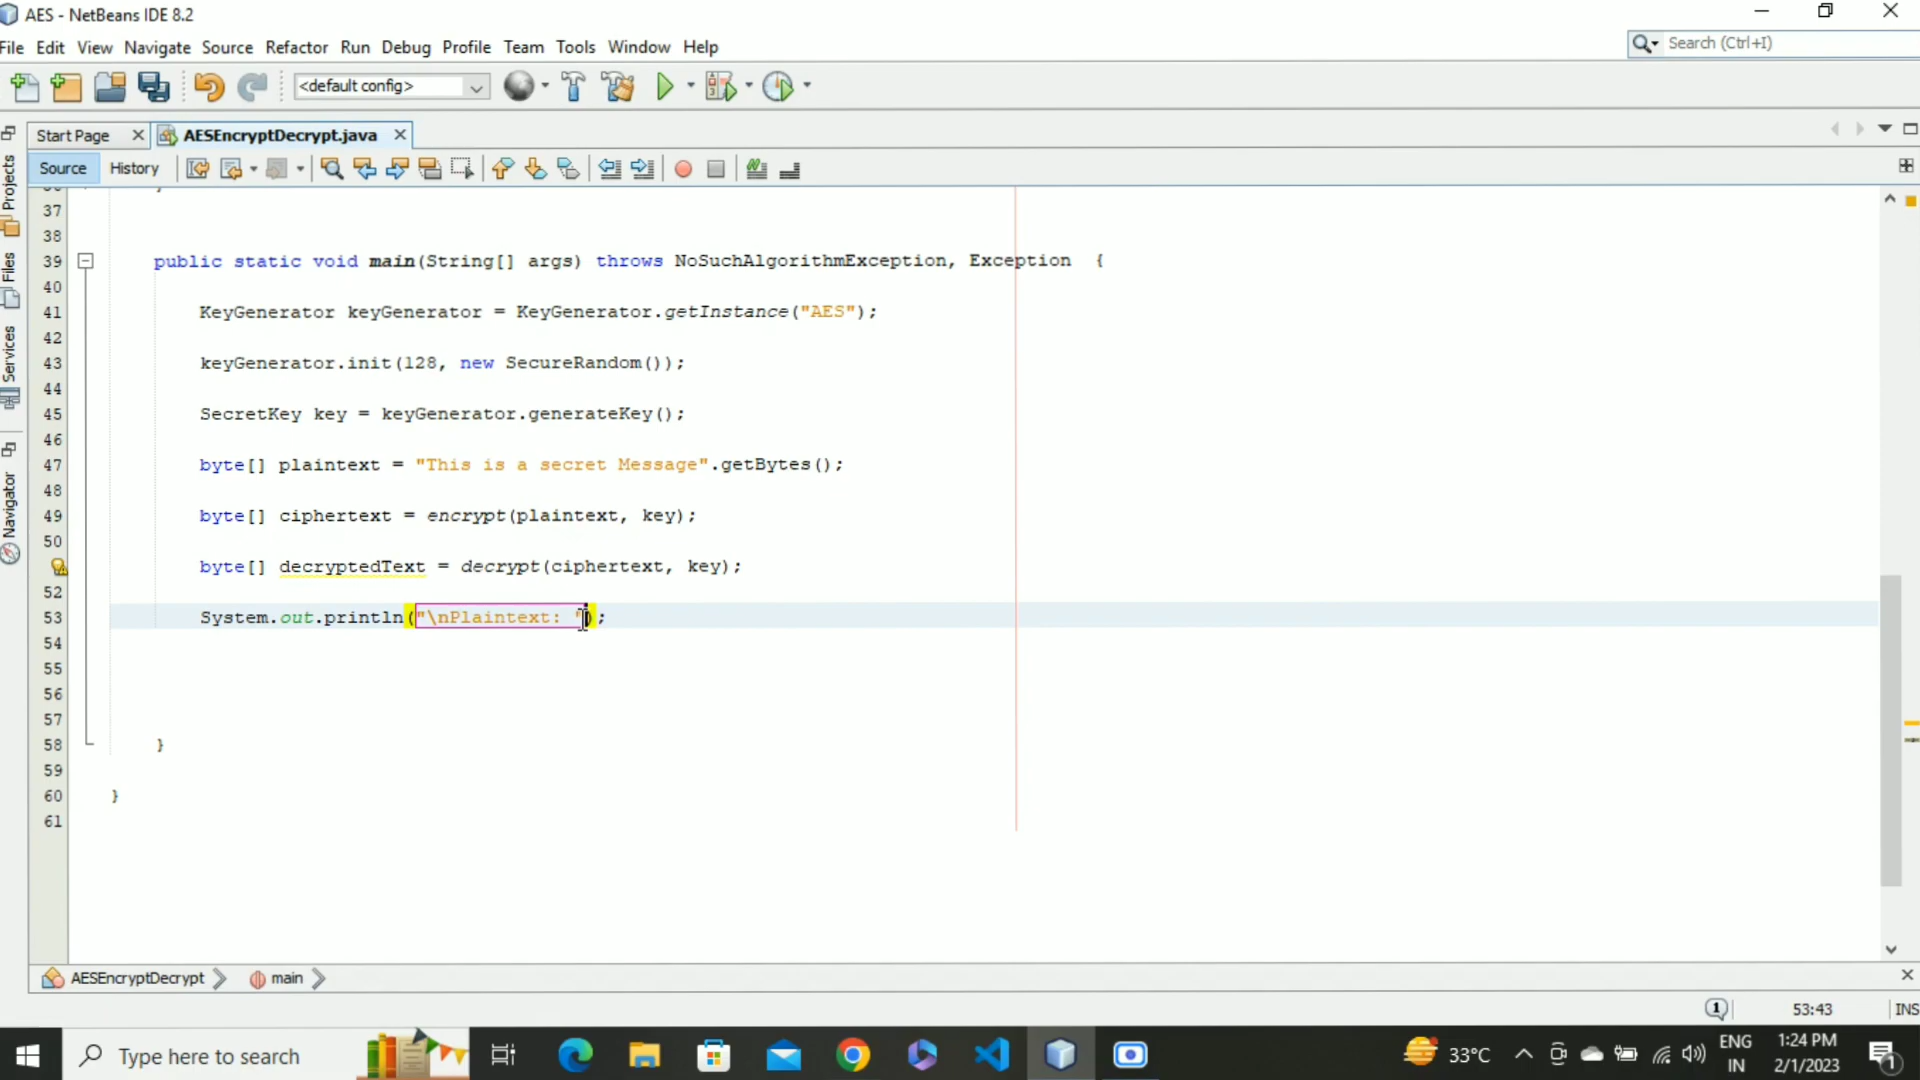 AES - NetBeans IDE 8.2
File Edit View Navigate Source Refactor Run Debug Profile Team Tools Window Help
Search (Ctrl+I)
<default config>
Start Page AESEncryptDecrypt.java
Source History
Projects
Files
Services
Navigator
37
38
39 public static void main(String[] args) throws NoSuchAlgorithmException, Exception {
40
41 KeyGenerator keyGenerator = KeyGenerator.getInstance("AES");
42
43 keyGenerator.init(128, new SecureRandom());
44
45 SecretKey key = keyGenerator.generateKey();
46
47 byte[] plaintext = "This is a secret Message".getBytes();
48
49 byte[] ciphertext = encrypt(plaintext, key);
50
byte[] decryptedText = decrypt(ciphertext, key);
52
53 System.out.println("\nPlaintext: ");
54
55
56
57
58 }
59
60 }
61
AESEncryptDecrypt main
1 53:43 INS
Type here to search
33°C
ENG
IN
1:24 PM
2/1/2023
1